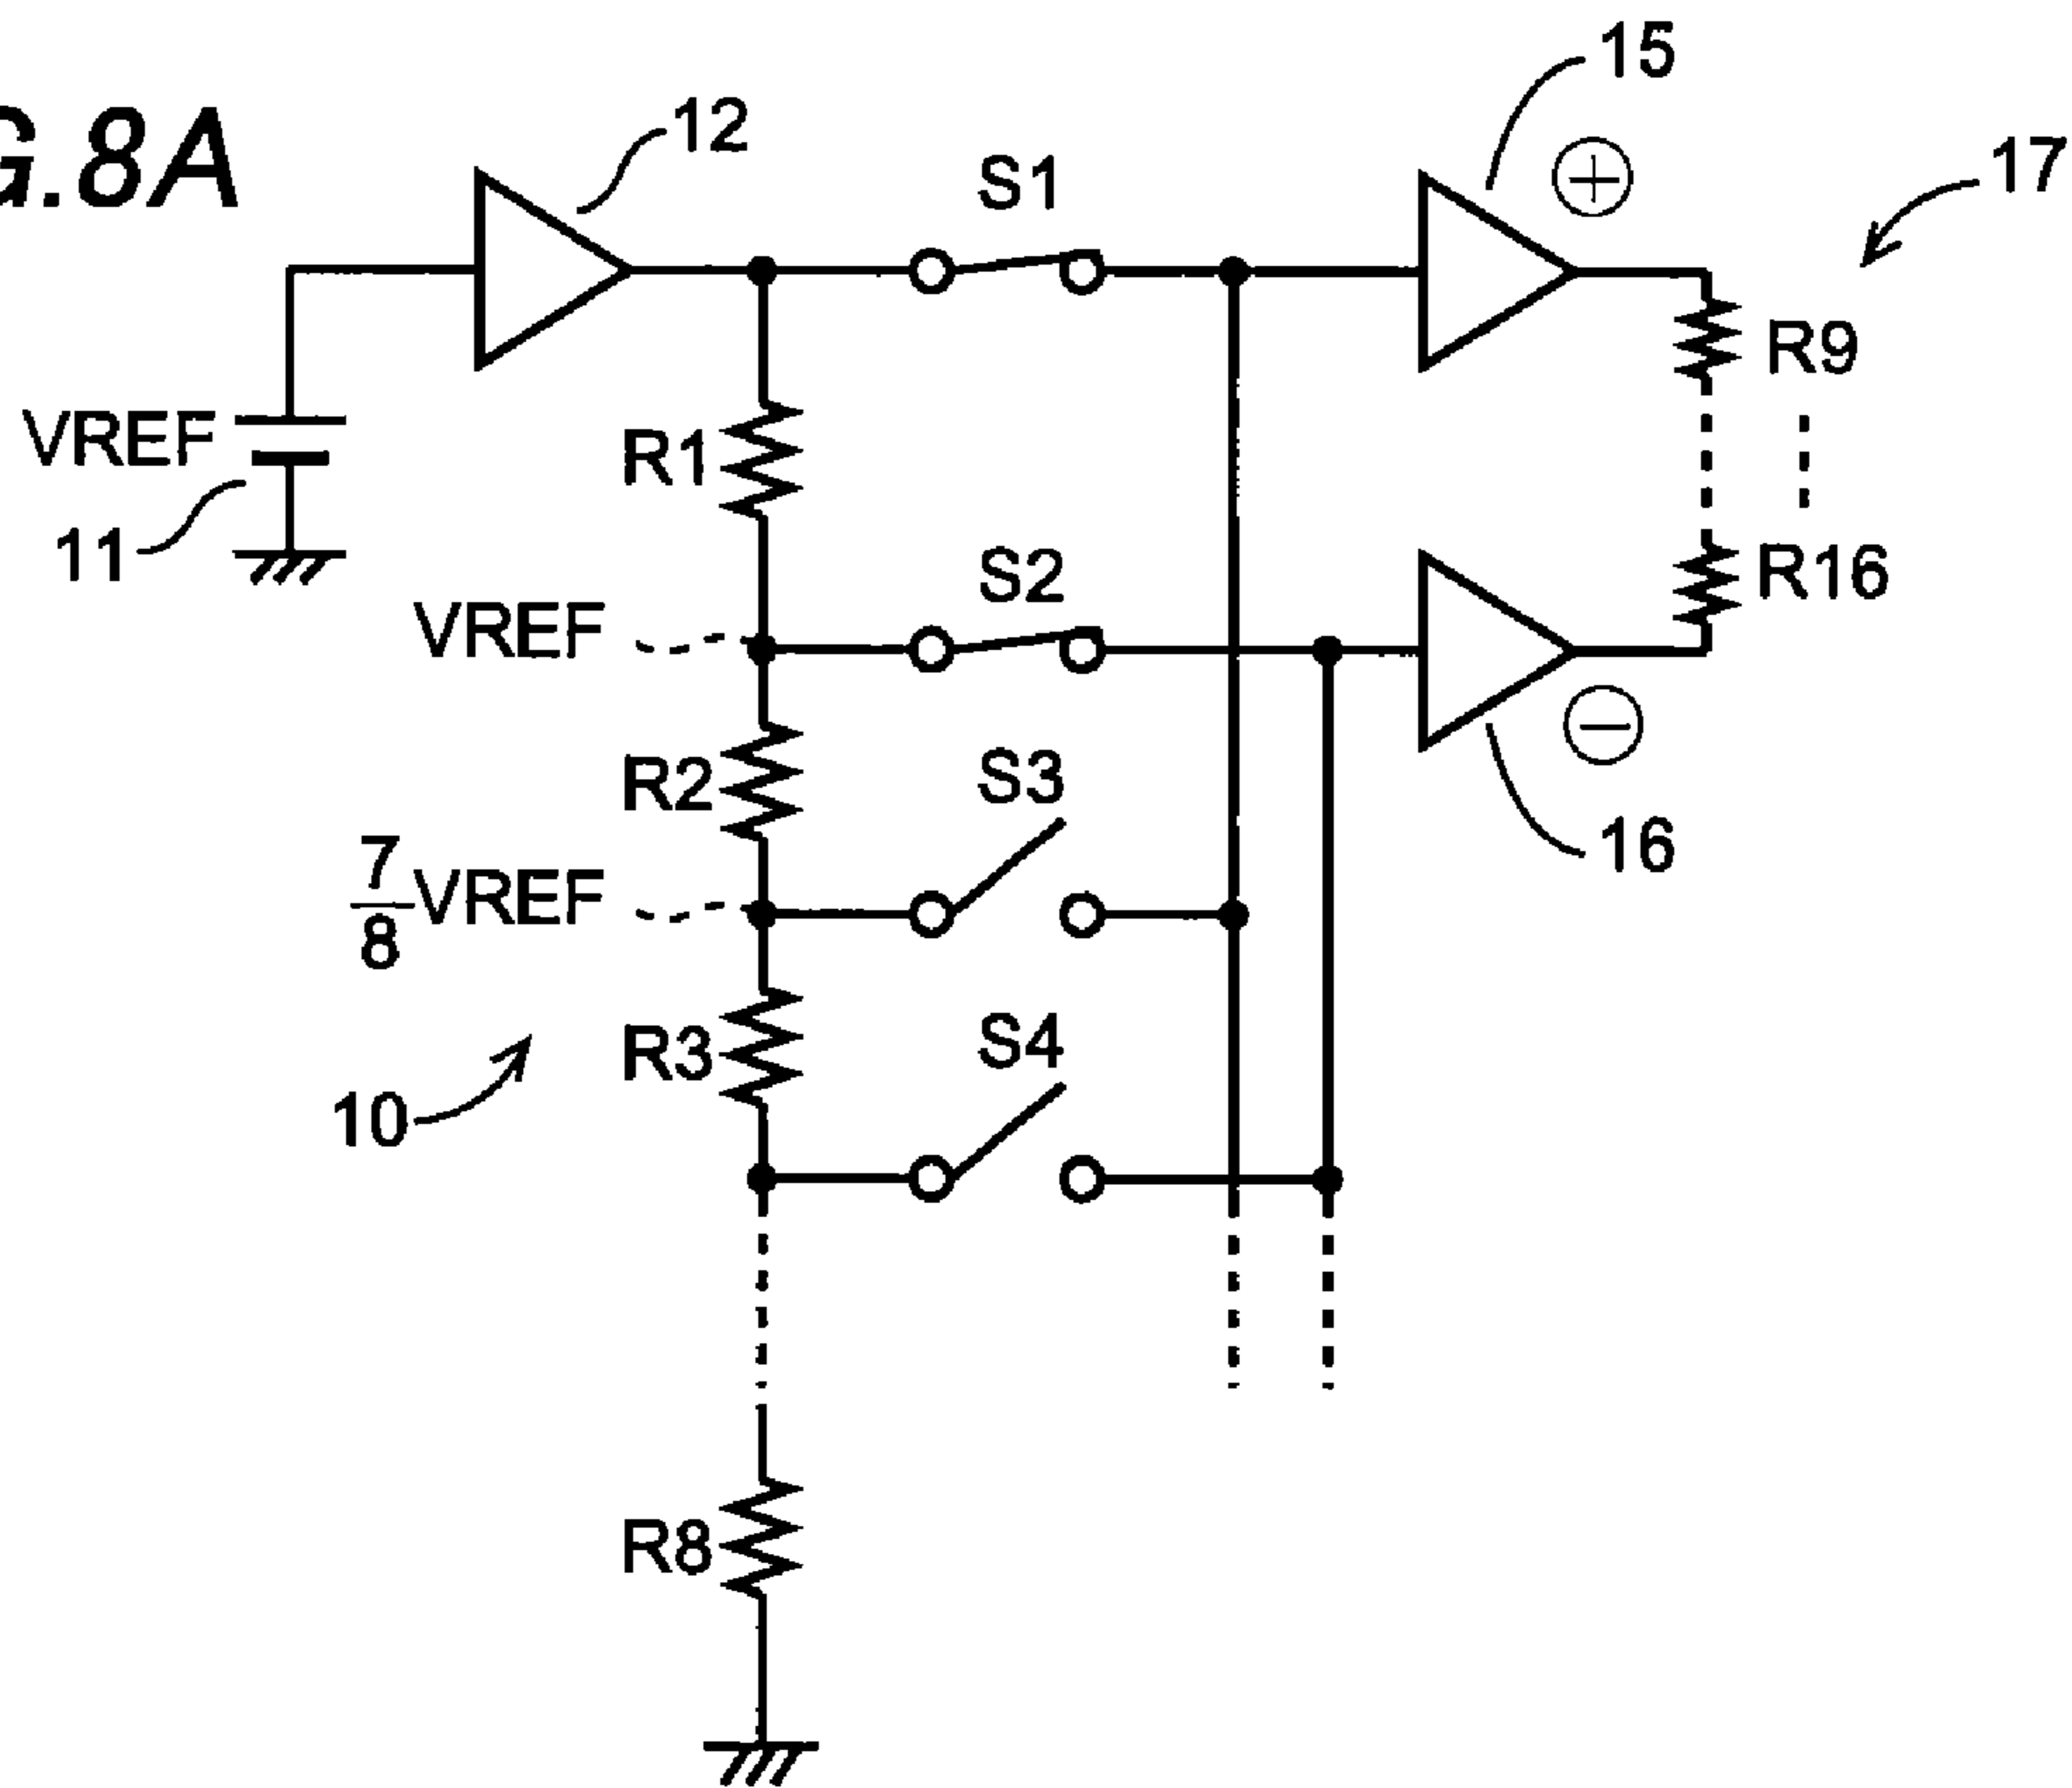 G.8A
12
15
17
S1
+
R9
VREF
R1
11
S2
R16
VREF
−
R2
S3
16
7/8 VREF
R3
S4
10
R8